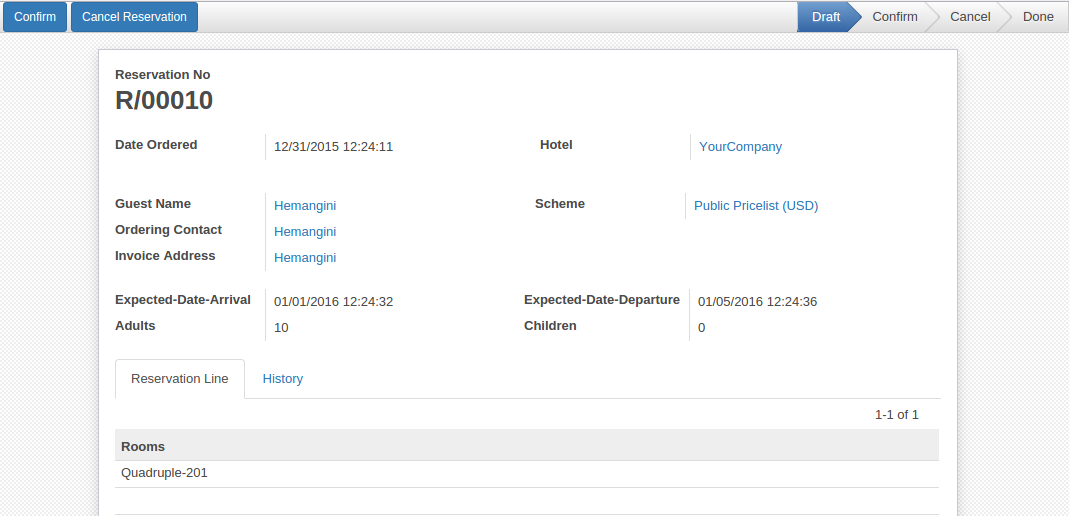 Confirm Cancel Reservation Draft Confirm Cancel Done
Reservation No
R/00010
Date Ordered 12/31/2015 12:24:11 Hotel YourCompany
Guest Name Hemangini Scheme Public Pricelist (USD)
Ordering Contact Hemangini
Invoice Address Hemangini
Expected-Date-Arrival 01/01/2016 12:24:32 Expected-Date-Departure 01/05/2016 12:24:36
Adults 10 Children 0
Reservation Line History
1-1 of 1
Rooms
Quadruple-201